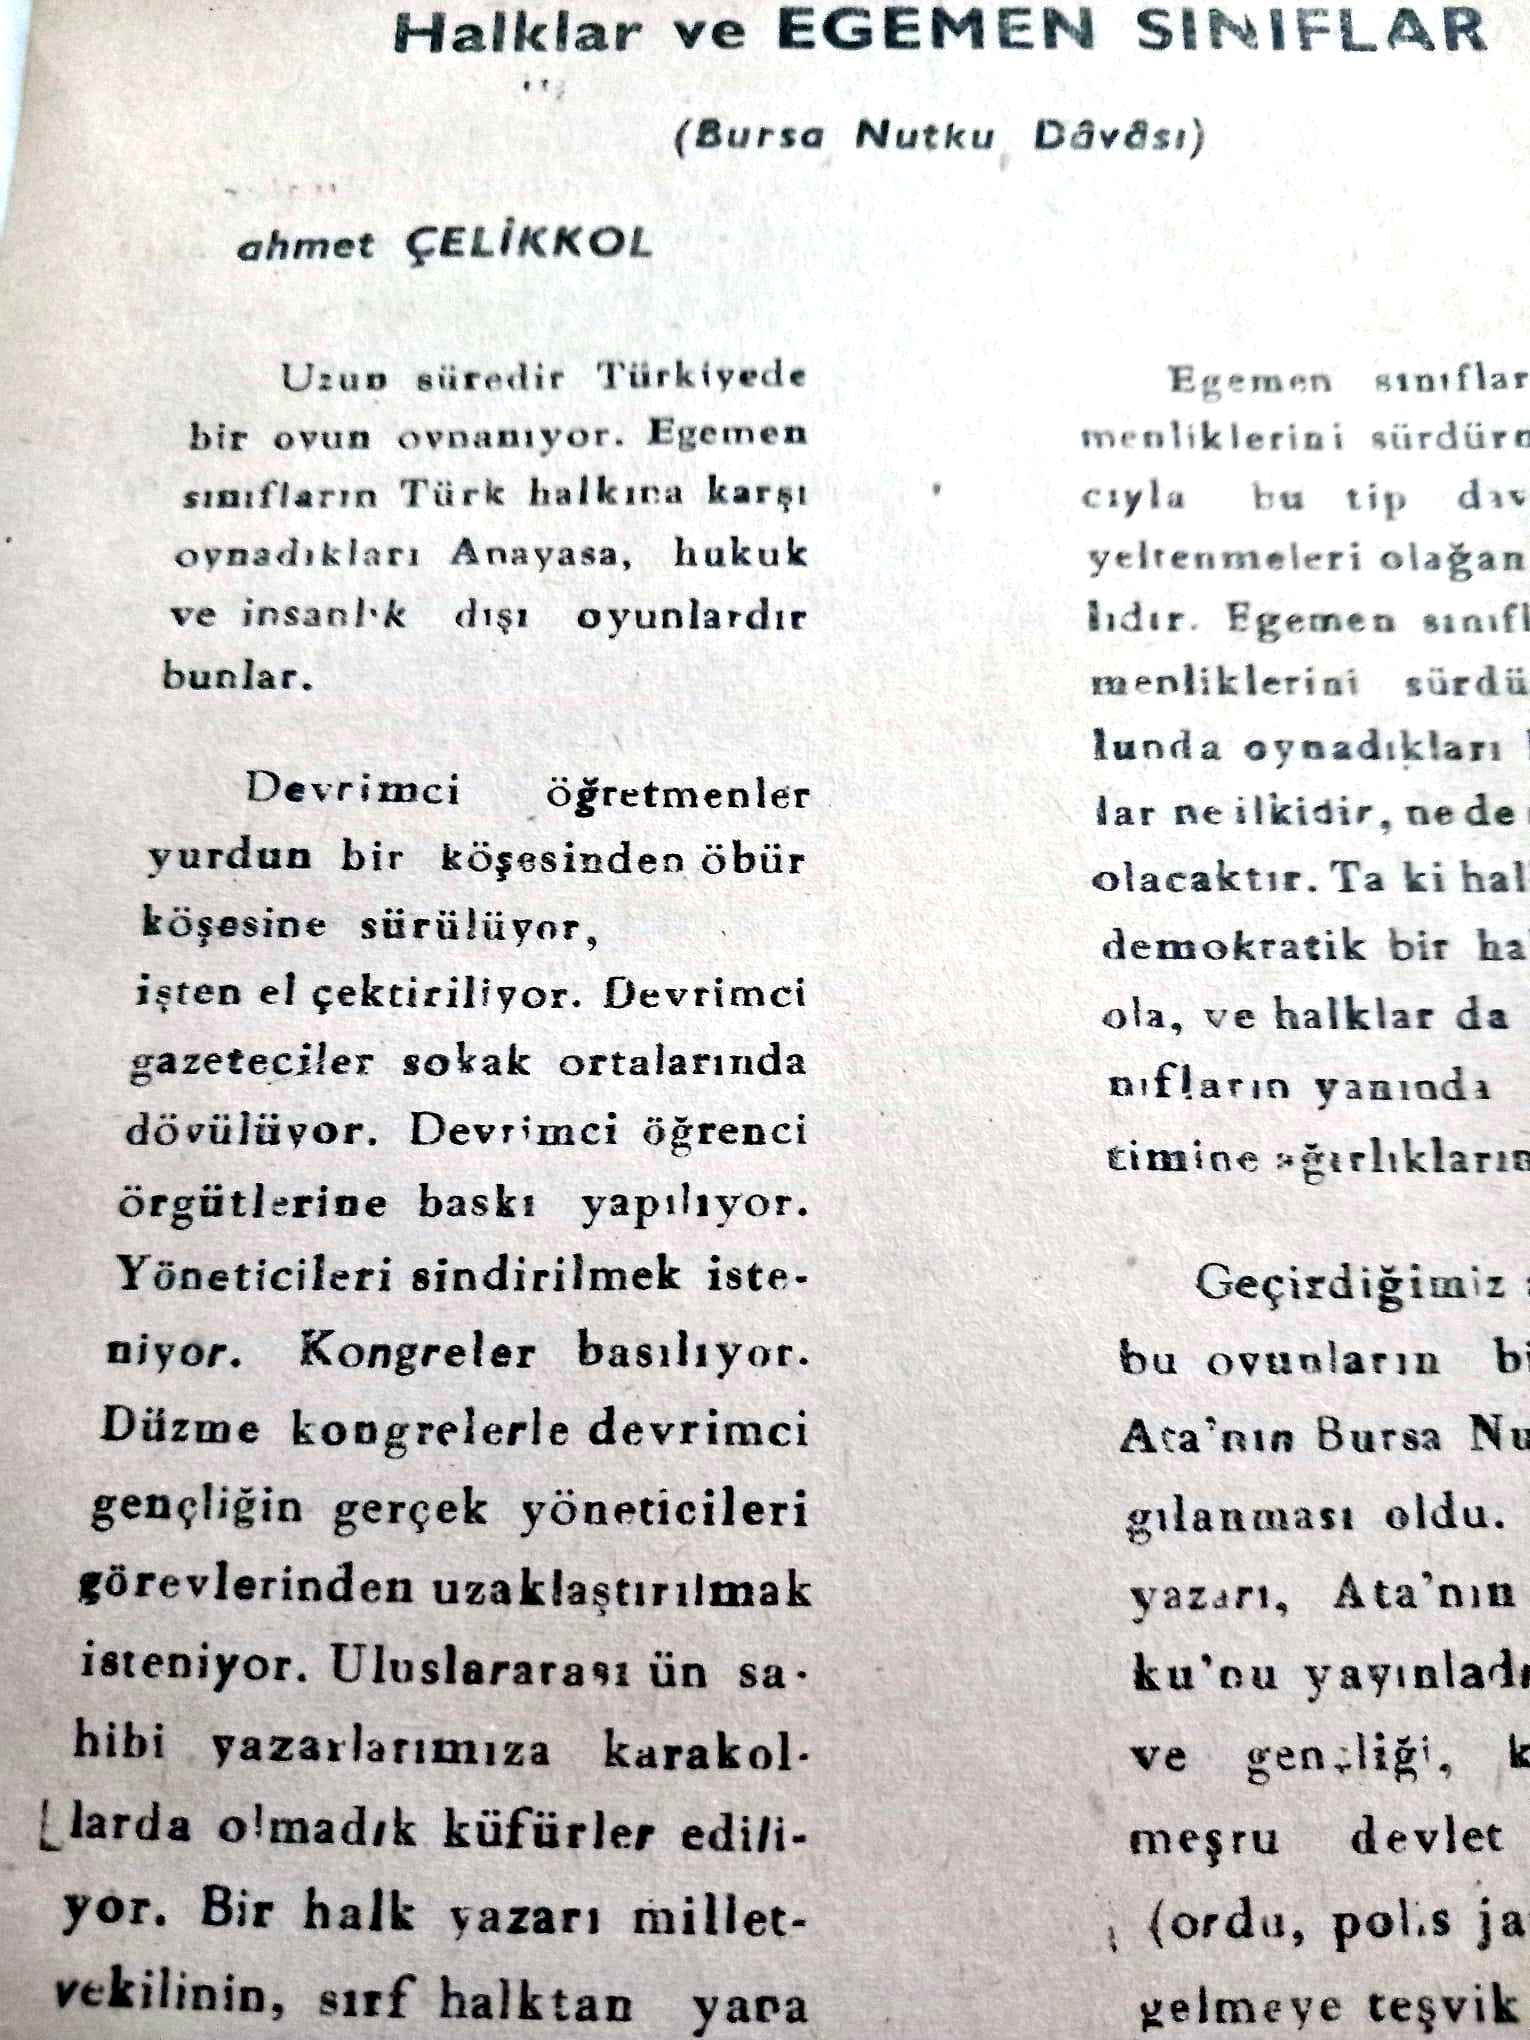 Halklar ve EGEMEN SINIFLAR
(Bursa Nutku Dâvâsı)
ahmet ÇELİKKOL
Uzun süredir Türkiyede
bir oyun oynanıyor. Egemen
sınıfların Türk halkına karşı
oynadıkları Anayasa, hukuk
ve insanlık dışı oyunlardır
bunlar.
Devrimci öğretmenler
yurdun bir köşesinden öbür
köşesine sürülüyor,
işten el çektiriliyor. Devrimci
gazeteciler sokak ortalarında
dövülüyor. Devrimci öğrenci
örgütlerine baskı yapılıyor.
Yöneticileri sindirilmek iste-
niyor. Kongreler basılıyor.
Düzme kongrelerle devrimci
gençliğin gerçek yöneticileri
görevlerinden uzaklaştırılmak
isteniyor. Uluslararası ün sa-
hibi yazarlarımıza karakol-
larda olmadık küfürler edili-
yor. Bir halk yazarı millet-
vekilinin, sırf halktan yana
Egemen sınıflar
menliklerini sürdürm
cıyla bu tip dav
yeltenmeleri olağan
lıdır. Egemen sınıfl
menliklerini sürdü
lunda oynadıkları
lar ne ilkidir, ne de
olacaktır. Ta ki hal
demokratik bir ha
ola, ve halklar da
nıfların yanında
timine ağırlıkların
Geçirdiğimiz
bu oyunların bi
Ata'nın Bursa Nu
gılanması oldu.
yazarı, Ata'nın
ku'nu yayınladı
ve gençliği, k
meşru devlet
(ordu, polis ja
gelmeye teşvik